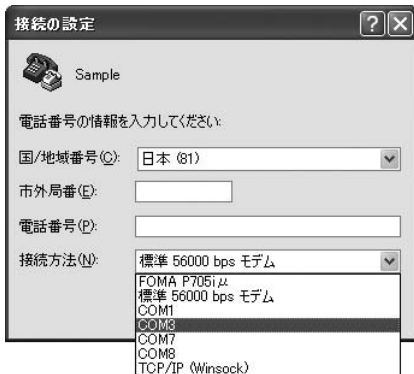 接続の設定
Sample
電話番号の情報を入力してください:
国/地域番号(C): 日本 (81)
市外局番(E):
電話番号(P):
接続方法(N): 標準 56000 bps モデム
FOMA P705iμ
標準 56000 bps モデム
COM1
COM3
COM7
COM8
TCP/IP (Winsock)